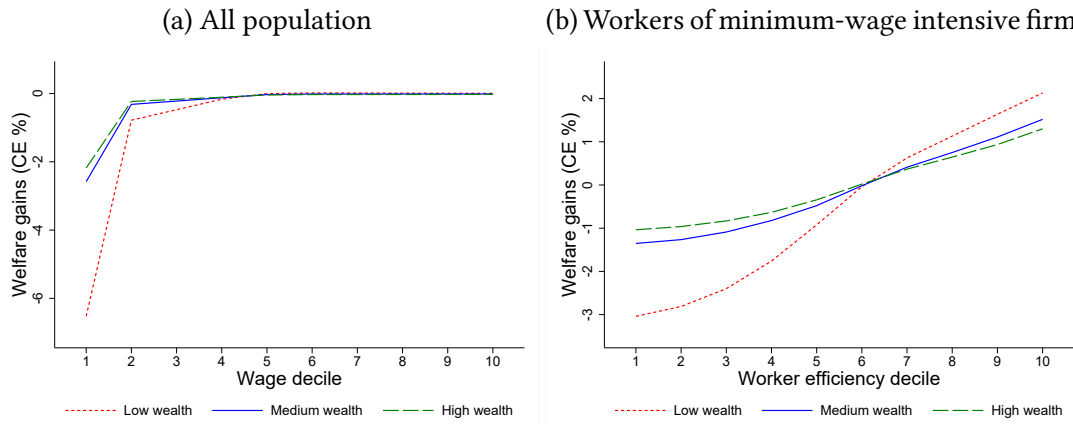 (a) All population
Welfare gains (CE %)
0
-2
-4
-6
1 2 3 4 5 6 7 8 9 10
Wage decile
Low wealth Medium wealth High wealth
(b) Workers of minimum-wage intensive firm
Welfare gains (CE %)
2
1
0
-1
-2
-3
1 2 3 4 5 6 7 8 9 10
Worker efficiency decile
Low wealth Medium wealth High wealth